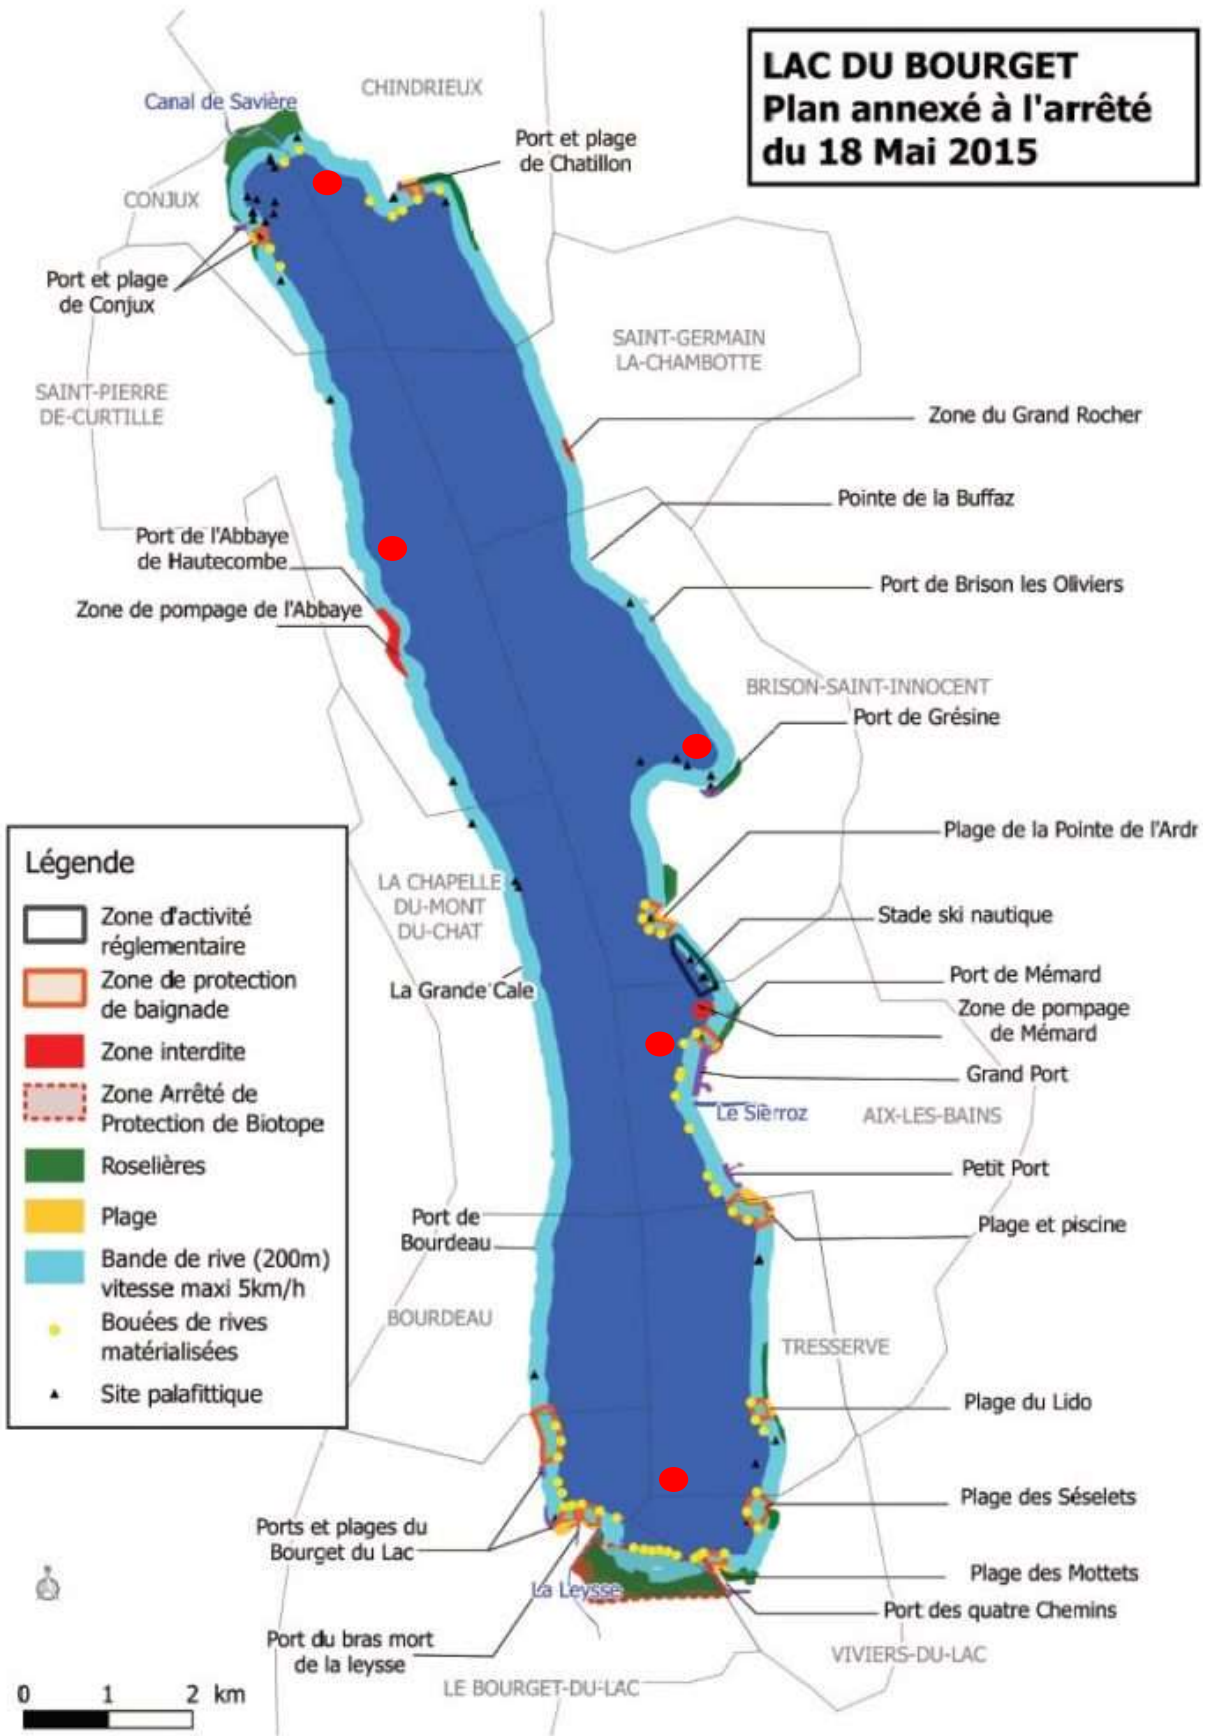 LAC DU BOURGET
Plan annexé à l'arrêté
du 18 Mai 2015
CHINDRIEUX
Canal de Savière
Port et plage
de Chatillon
CONJUX
Port et plage
de Conjux
SAINT-GERMAIN
LA-CHAMBOTTE
SAINT-PIERRE
DE-CURTILLE
Zone du Grand Rocher
Pointe de la Buffaz
Port de l'Abbaye
de Hautecombe
Port de Brison les Oliviers
Zone de pompage de l'Abbaye
BRISON-SAINT-INNOCENT
Port de Grésine
Plage de la Pointe de l'Ardr
LA CHAPELLE
DU-MONT
DU-CHAT
Stade ski nautique
La Grande Cale
Port de Mémard
Zone de pompage
de Mémard
Grand Port
Le Sierroz
AIX-LES-BAINS
Petit Port
Port de
Bourdeau
Plage et piscine
BOURDEAU
TRESSERVE
Plage du Lido
Plage des Séselets
Ports et plages du
Bourget du Lac
Plage des Mottets
La Leysse
Port des quatre Chemins
Port du bras mort
de la leysse
VIVIERS-DU-LAC
LE BOURGET-DU-LAC
Légende
Zone d'activité
réglementaire
Zone de protection
de baignade
Zone interdite
Zone Arrêté de
Protection de Biotope
Roselières
Plage
Bande de rive (200m)
vitesse maxi 5km/h
Bouées de rives
matérialisées
Site palafittique
0 1 2 km